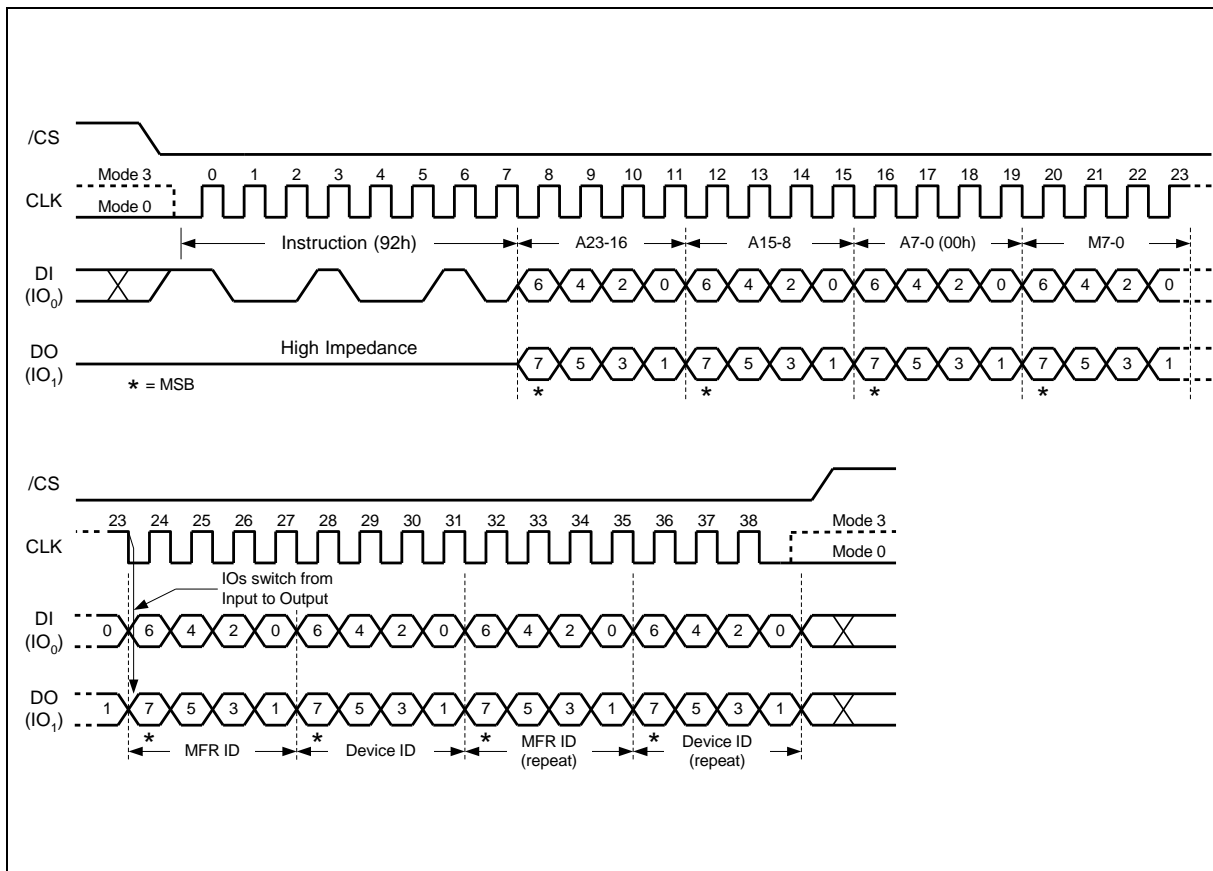 /CS
Mode 3 0 1 2 3 4 5 6 7 8 9 10 11 12 13 14 15 16 17 18 19 20 21 22 23
CLK
Mode 0
Instruction (92h) A23-16 A15-8 A7-0 (00h) M7-0
DI
(IO0) 6 4 2 0 6 4 2 0 6 4 2 0 6 4 2 0
High Impedance
DO
(IO1) 7 5 3 1 7 5 3 1 7 5 3 1 7 5 3 1
* = MSB * * * *
/CS
23 24 25 26 27 28 29 30 31 32 33 34 35 36 37 38 Mode 3
CLK
Mode 0
IOs switch from
Input to Output
DI
(IO0) 0 6 4 2 0 6 4 2 0 6 4 2 0 6 4 2 0
DO
(IO1) 1 7 5 3 1 7 5 3 1 7 5 3 1 7 5 3 1
* * * *
MFR ID Device ID MFR ID Device ID
(repeat) (repeat)